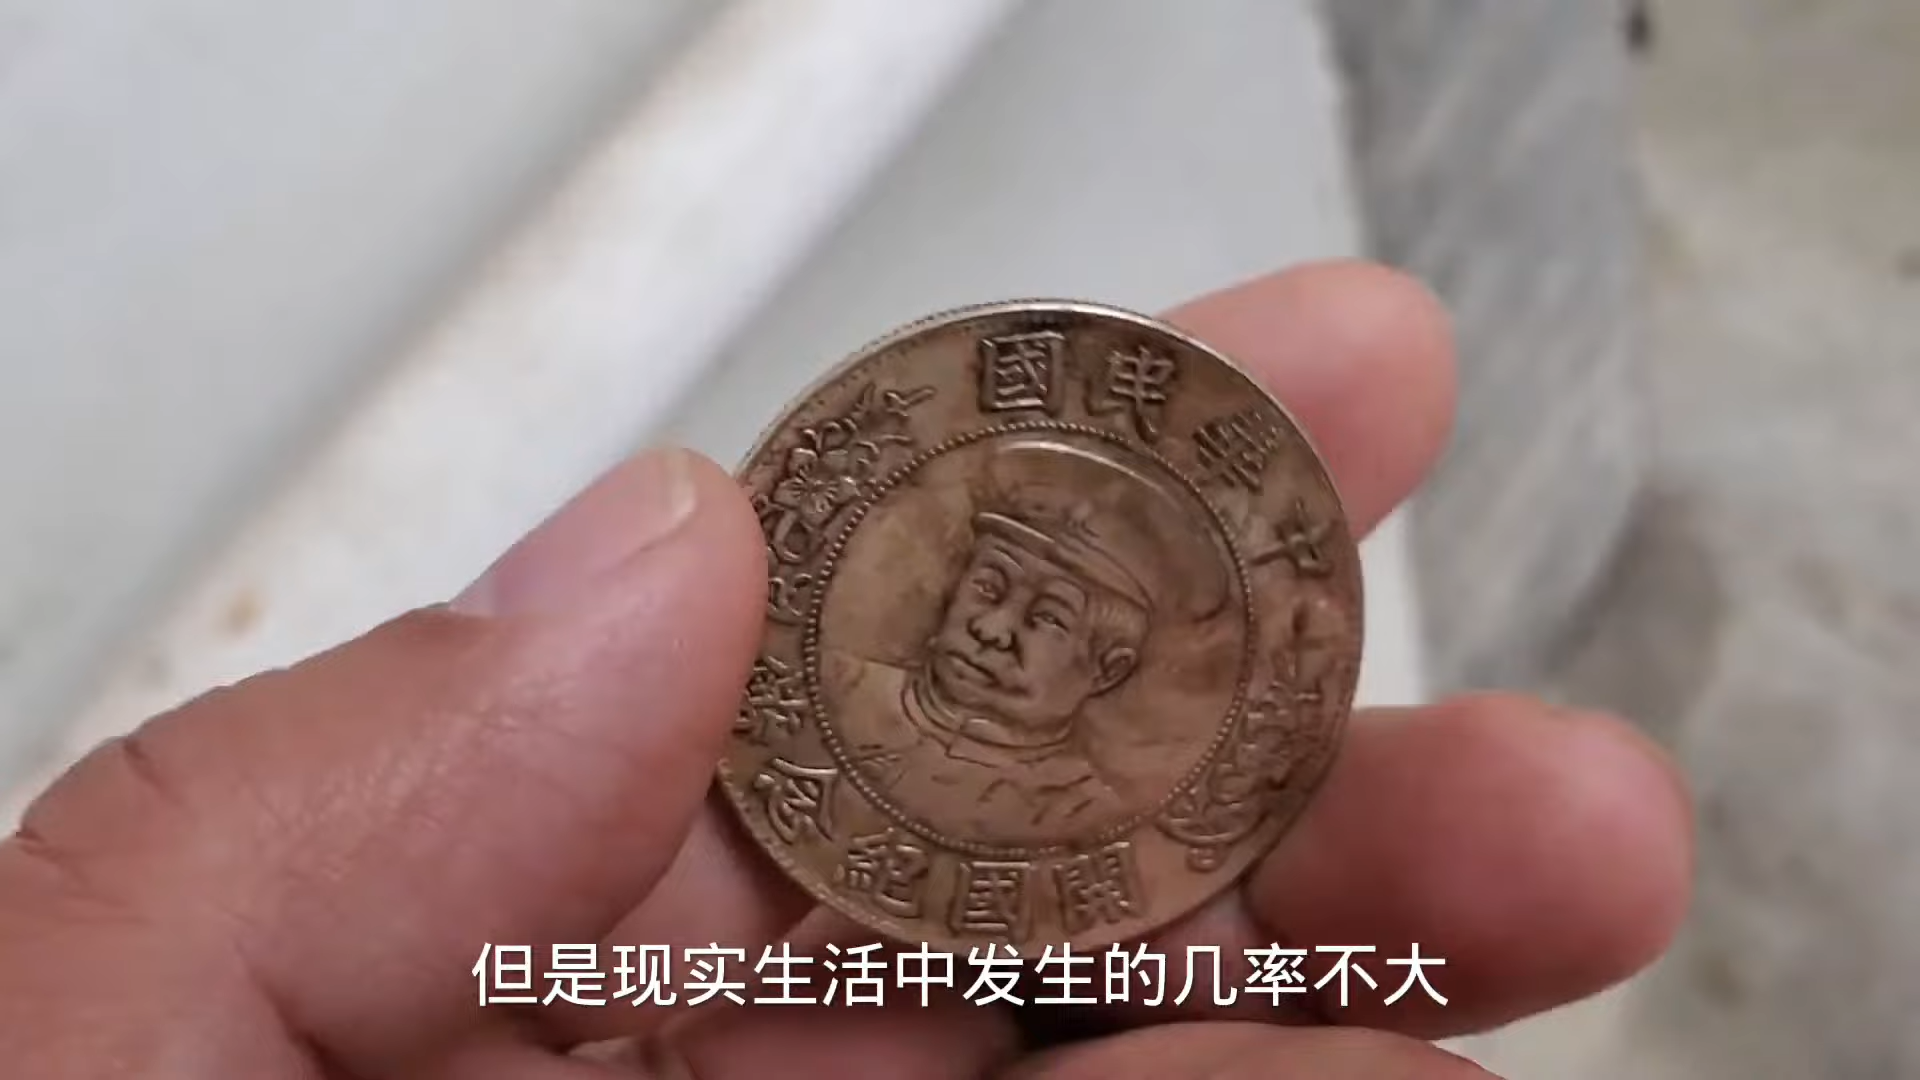 中華民國
開國紀念幣
但是现实生活中发生的几率不大